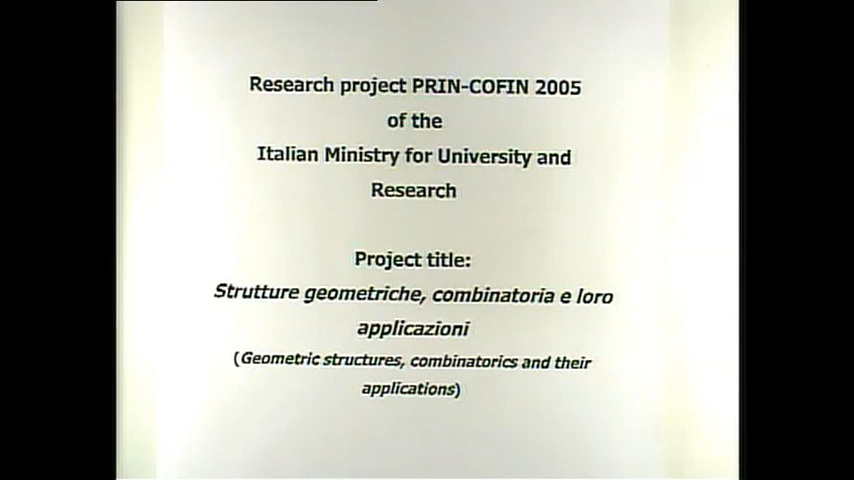 Research project PRIN-COFIN 2005
of the
Italian Ministry for University and
Research
Project title:
Strutture geometriche, combinatoria e loro
applicazioni
(Geometric structures, combinatorics and their
applications)